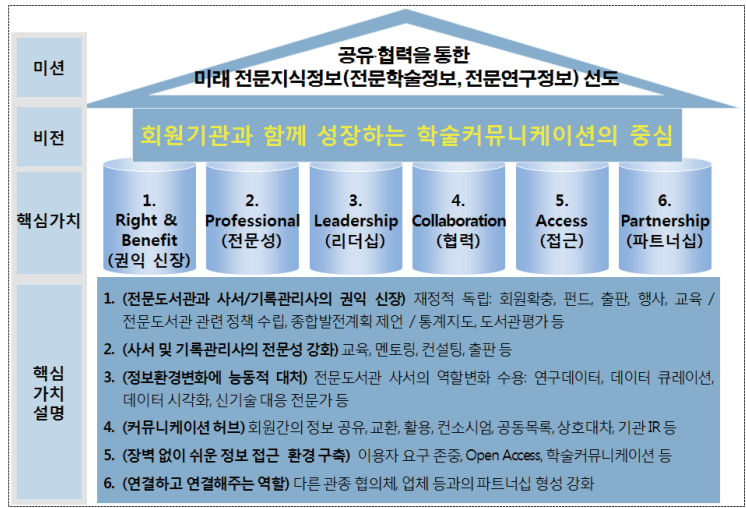 미션
공유·협력을 통한
미래 전문지식정보(전문학술정보, 전문연구정보) 선도
비전
회원기관과 함께 성장하는 학술커뮤니케이션의 중심
핵심가치
1.
Right &
Benefit
(권익 신장)
2.
Professional
(전문성)
3.
Leadership
(리더십)
4.
Collaboration
(협력)
5.
Access
(접근)
6.
Partnership
(파트너십)
핵심
가치
설명
1. (전문도서관과 사서/기록관리사의 권익 신장) 재정적 독립: 회원확충, 펀드, 출판, 행사, 교육 /
전문도서관 관련 정책 수립, 종합발전계획 제언 / 통계지도, 도서관평가 등
2. (사서 및 기록관리사의 전문성 강화) 교육, 멘토링, 컨설팅, 출판 등
3. (정보환경변화에 능동적 대처) 전문도서관 사서의 역할변화 수용: 연구데이터, 데이터 큐레이션,
데이터 시각화, 신기술 대응 전문가 등
4. (커뮤니케이션 허브) 회원간의 정보 공유, 교환, 활용, 컨소시엄, 공동목록, 상호대차, 기관 IR 등
5. (장벽 없이 쉬운 정보 접근 환경 구축) 이용자 요구 존중, Open Access, 학술커뮤니케이션 등
6. (연결하고 연결해주는 역할) 다른 관종 협의체, 업체 등과의 파트너십 형성 강화